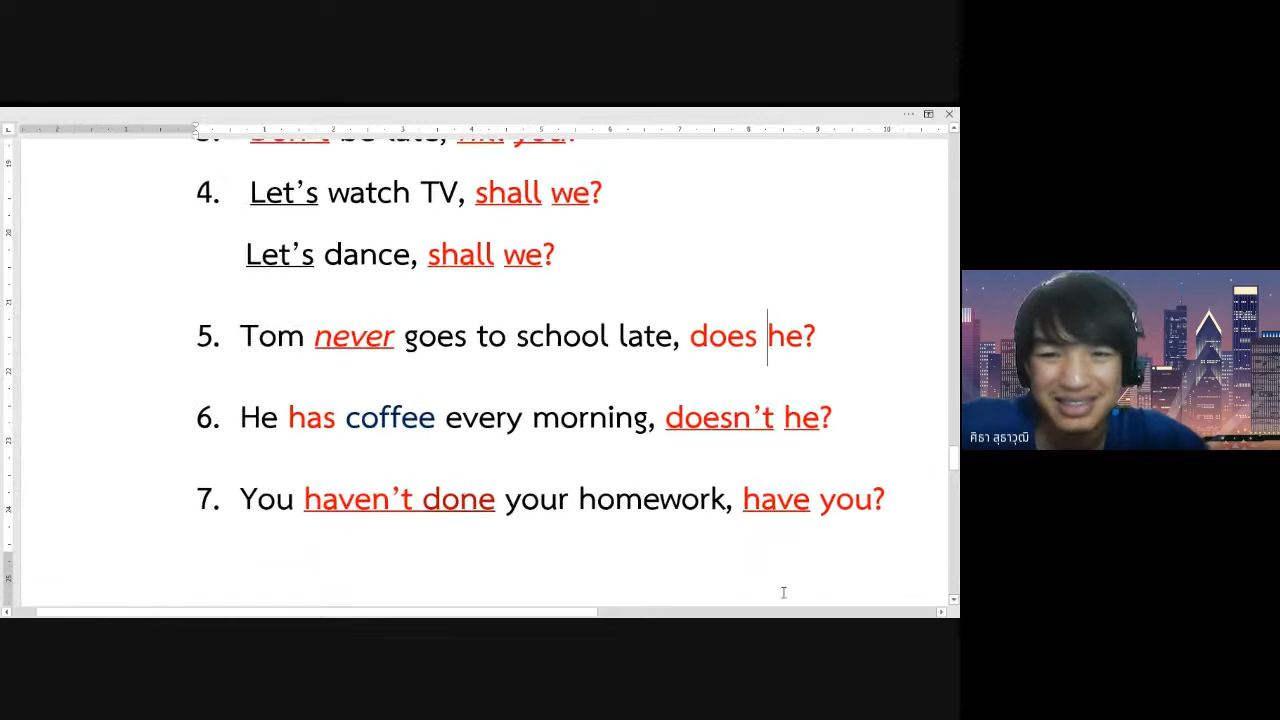 4. Let's watch TV, shall we?
Let's dance, shall we?
5. Tom never goes to school late, does he?
6. He has coffee every morning, doesn't he?
7. You haven't done your homework, have you?
ศิธา สุธาวุฒิ